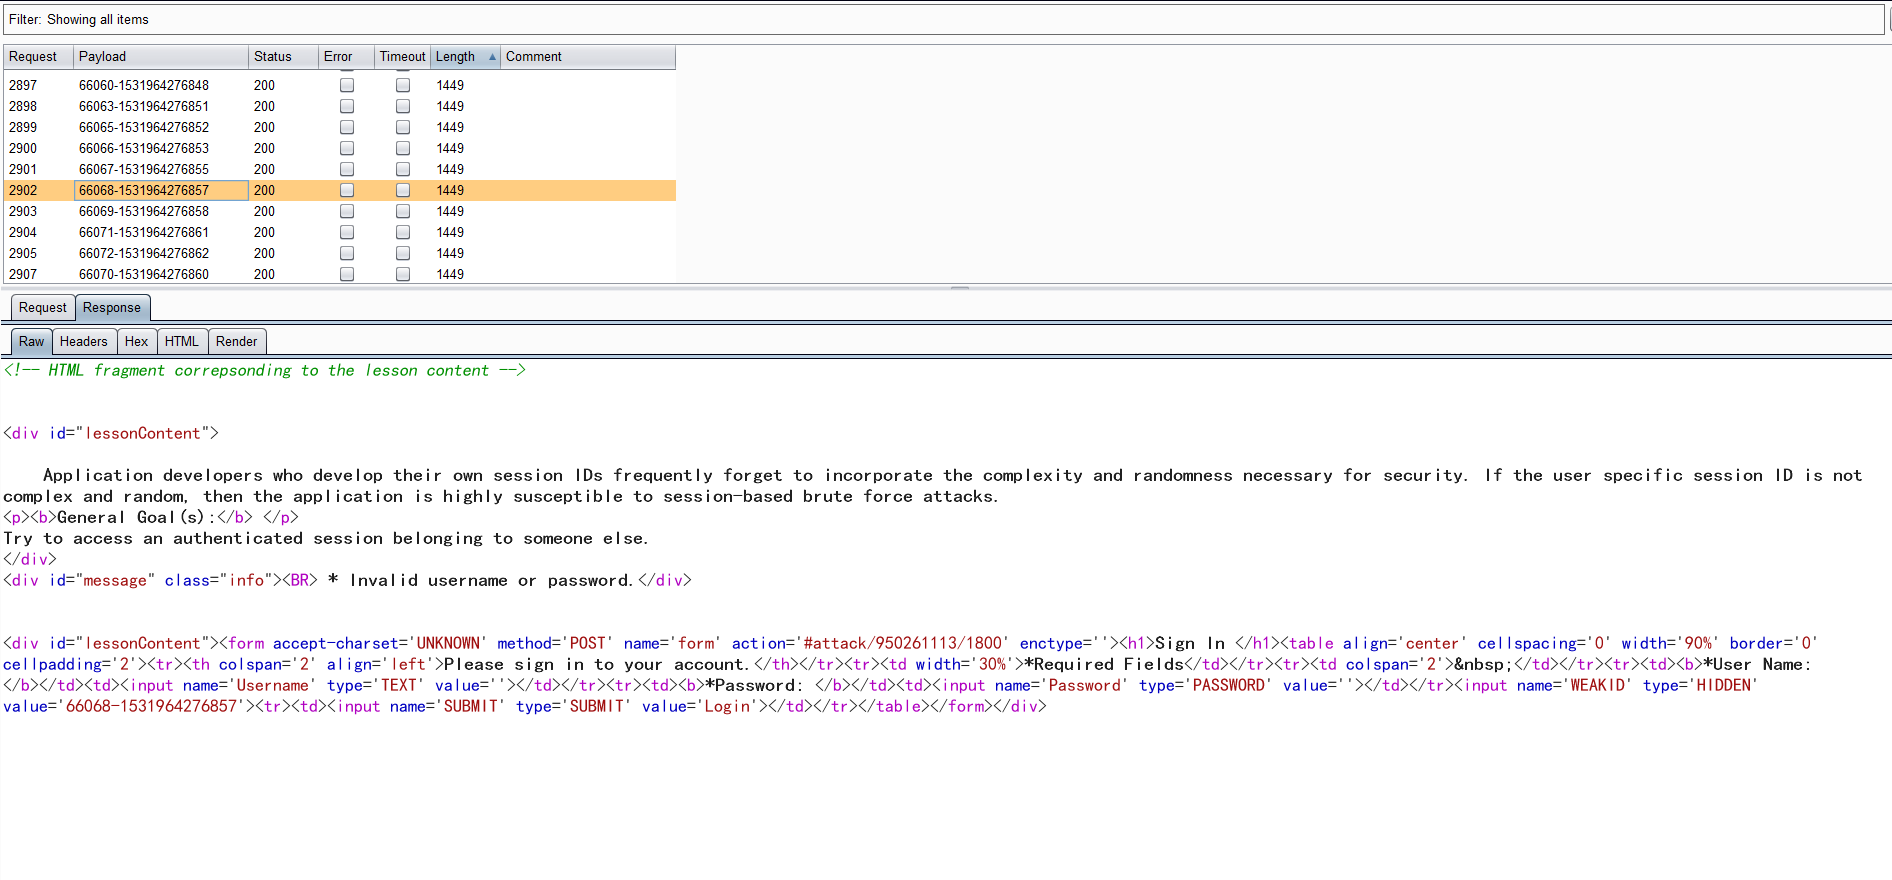 Filter: Showing all items
Request Payload Status Error Timeout Length Comment
2897 66060-1531964276848 200 1449
2898 66063-1531964276851 200 1449
2899 66065-1531964276852 200 1449
2900 66066-1531964276853 200 1449
2901 66067-1531964276855 200 1449
2902 66068-1531964276857 200 1449
2903 66069-1531964276858 200 1449
2904 66071-1531964276861 200 1449
2905 66072-1531964276862 200 1449
2907 66070-1531964276860 200 1449
Request Response
Raw Headers Hex HTML Render
<!-- HTML fragment correpsonding to the lesson content -->
<div id="lessonContent">
Application developers who develop their own session IDs frequently forget to incorporate the complexity and randomness necessary for security. If the user specific session ID is not
complex and random, then the application is highly susceptible to session-based brute force attacks.
<p><b>General Goal(s):</b> </p>
Try to access an authenticated session belonging to someone else.
</div>
<div id="message" class="info"><BR> * Invalid username or password.</div>
<div id="lessonContent"><form accept-charset='UNKNOWN' method='POST' name='form' action='#attack/950261113/1800' enctype=''><h1>Sign In </h1><table align='center' cellspacing='0' width='90%' border='0'
cellpadding='2'><tr><th colspan='2' align='left'>Please sign in to your account.</th></tr><tr><td width='30%'>*Required Fields</td></tr><tr><td colspan='2'>&nbsp;</td></tr><tr><td><b>*User Name:
</b></td><td><input name='Username' type='TEXT' value=''></td></tr><tr><td><b>*Password: </b></td><td><input name='Password' type='PASSWORD' value=''></td></tr><input name='WEAKID' type='HIDDEN'
value='66068-1531964276857'><tr><td><input name='SUBMIT' type='SUBMIT' value='Login'></td></tr></table></form></div>